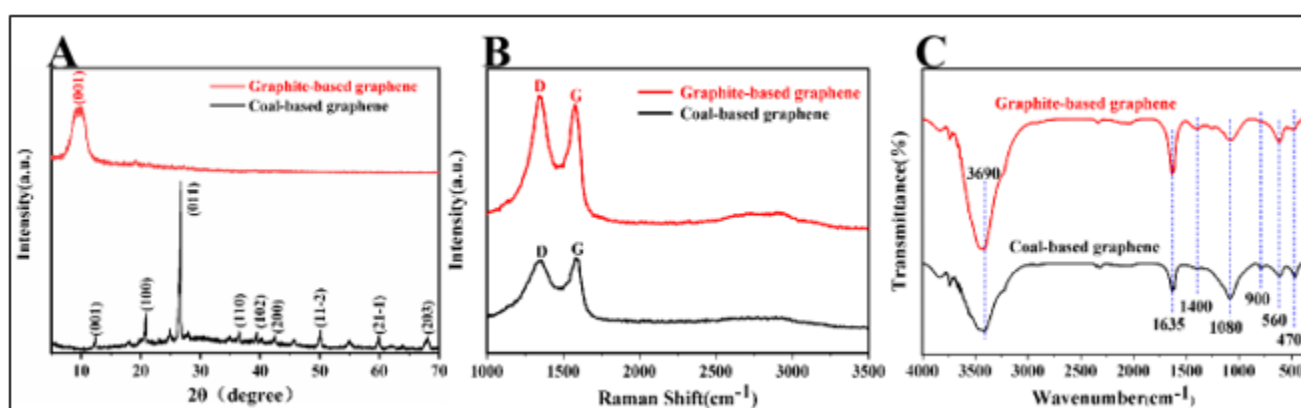 A
Intensity(a.u.)
(001)
Graphite-based graphene
Coal-based graphene
(001)
(100)
(011)
(110)
(102)
(200)
(11-2)
(21-1)
(203)
10 20 30 40 50 60 70
2θ (degree)
B
Intensity(a.u.)
D G
Graphite-based graphene
Coal-based graphene
D G
1000 1500 2000 2500 3000 3500
Raman Shift(cm-1)
C
Transmittance(%)
Graphite-based graphene
3690
Coal-based graphene
1635
1400
1080
900
560
470
4000 3500 3000 2500 2000 1500 1000 500
Wavenumber(cm-1)